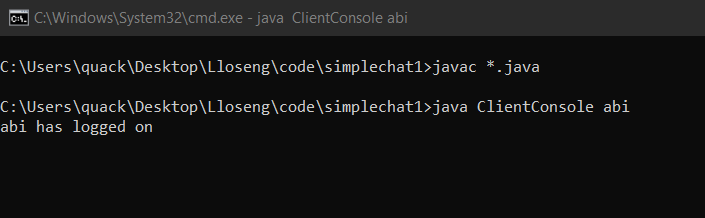 C:\Windows\System32\cmd.exe - java  ClientConsole abi
C:\Users\quack\Desktop\Lloseng\code\simplechat1>javac *.java
C:\Users\quack\Desktop\Lloseng\code\simplechat1>java ClientConsole abi
abi has logged on